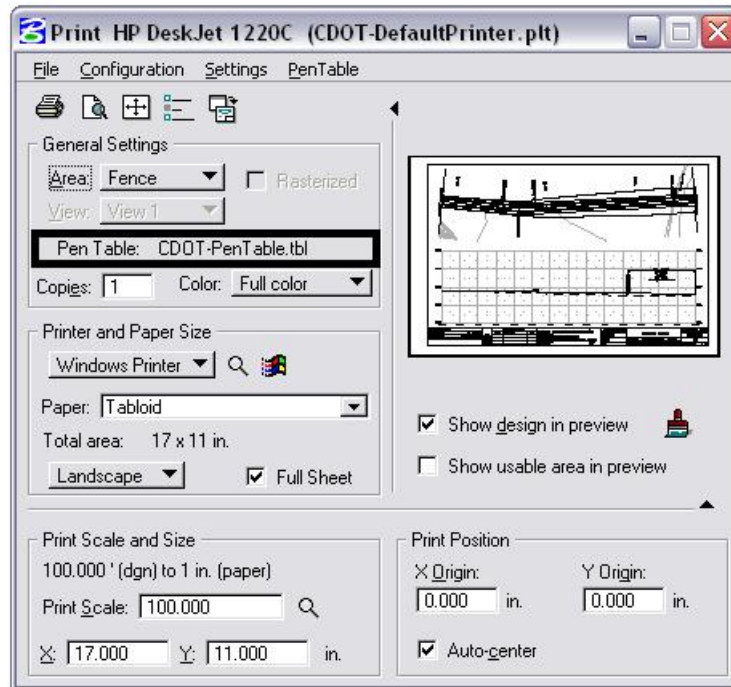 Print HP DeskJet 1220C (CDOT-DefaultPrinter.plt)
File Configuration Settings PenTable
General Settings
Area: Fence Rasterized
View: View 1
Pen Table: CDOT-PenTable.tbl
Copies: 1 Color: Full color
Printer and Paper Size
Windows Printer
Paper: Tabloid
Total area: 17 x 11 in.
Landscape Full Sheet
Show design in preview
Show usable area in preview
Print Scale and Size
100.000 ' (dgn) to 1 in. (paper)
Print Scale: 100.000
X: 17.000 Y: 11.000 in.
Print Position
X Origin: Y Origin:
0.000 in. 0.000 in.
Auto-center